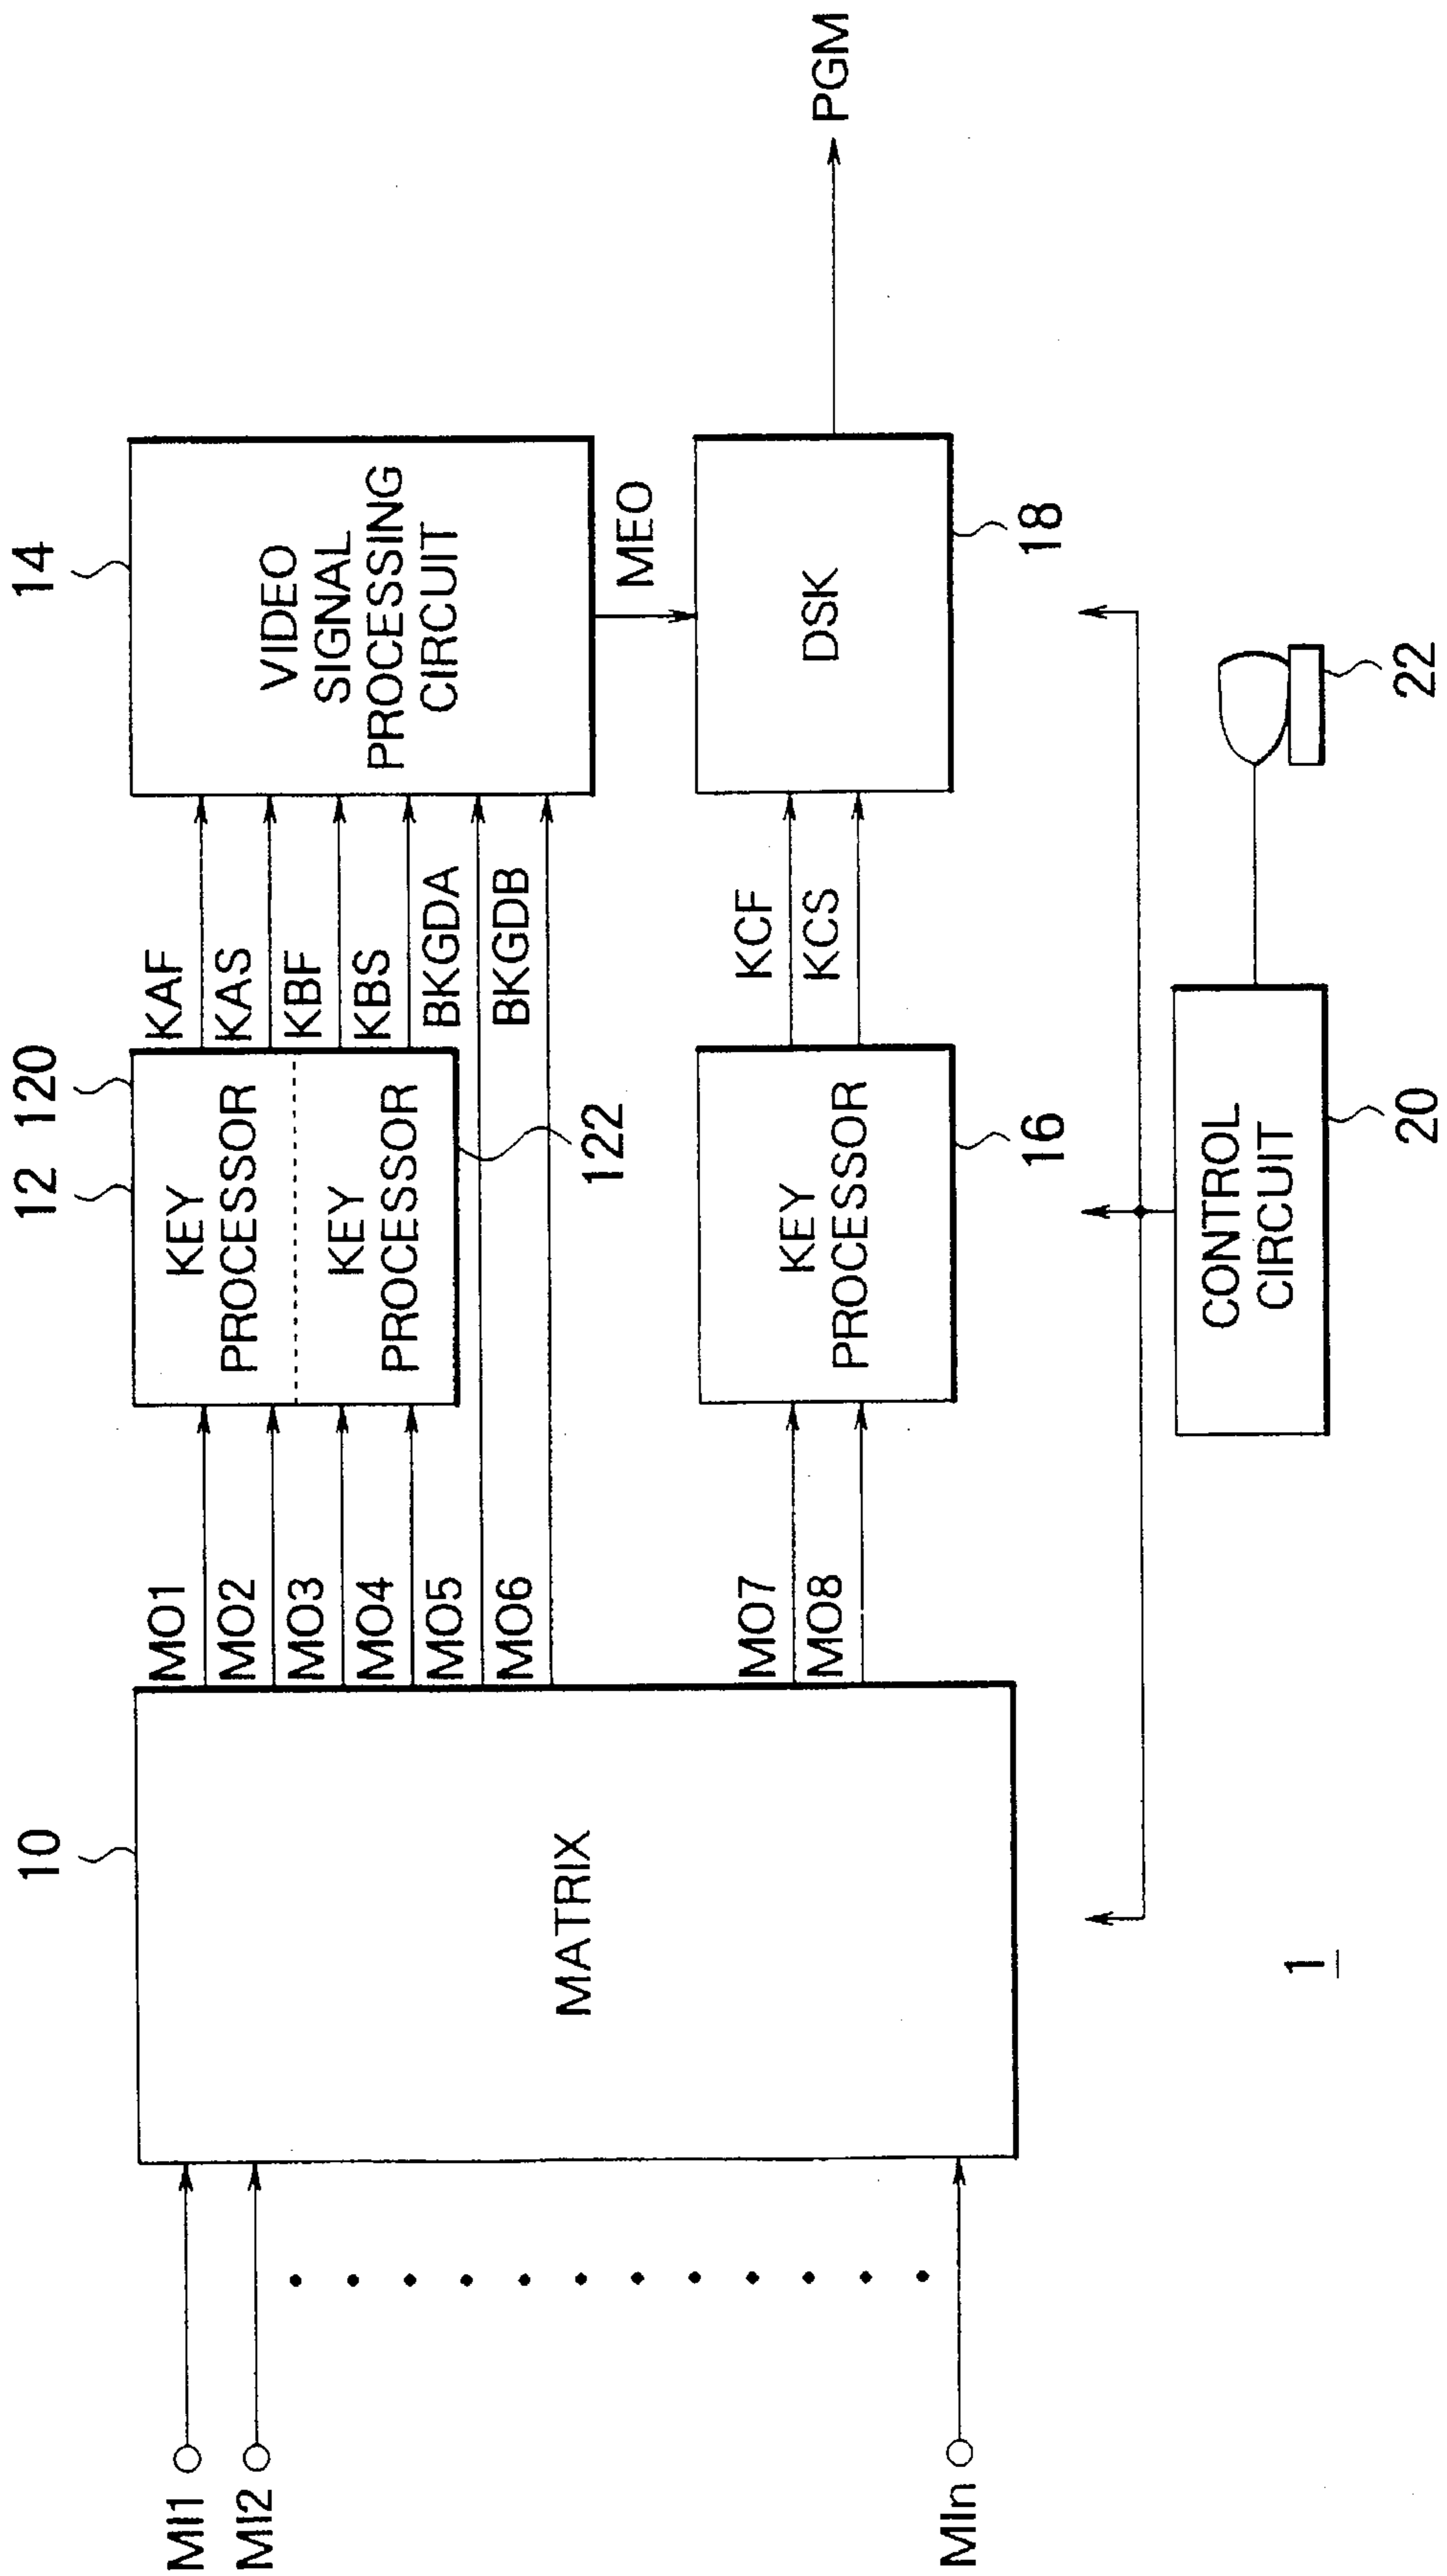 14
VIDEO
SIGNAL
PROCESSING
CIRCUIT
MEO
DSK
18
PGM
12
120
KEY
PROCESSOR
KEY
PROCESSOR
122
KAF
KAS
KBF
KBS
BKGDA
BKGDB
KEY
PROCESSOR
16
KCF
KCS
10
MATRIX
MO1
MO2
MO3
MO4
MO5
MO6
MO7
MO8
MI1
MI2
MIn
CONTROL
CIRCUIT
20
22
1